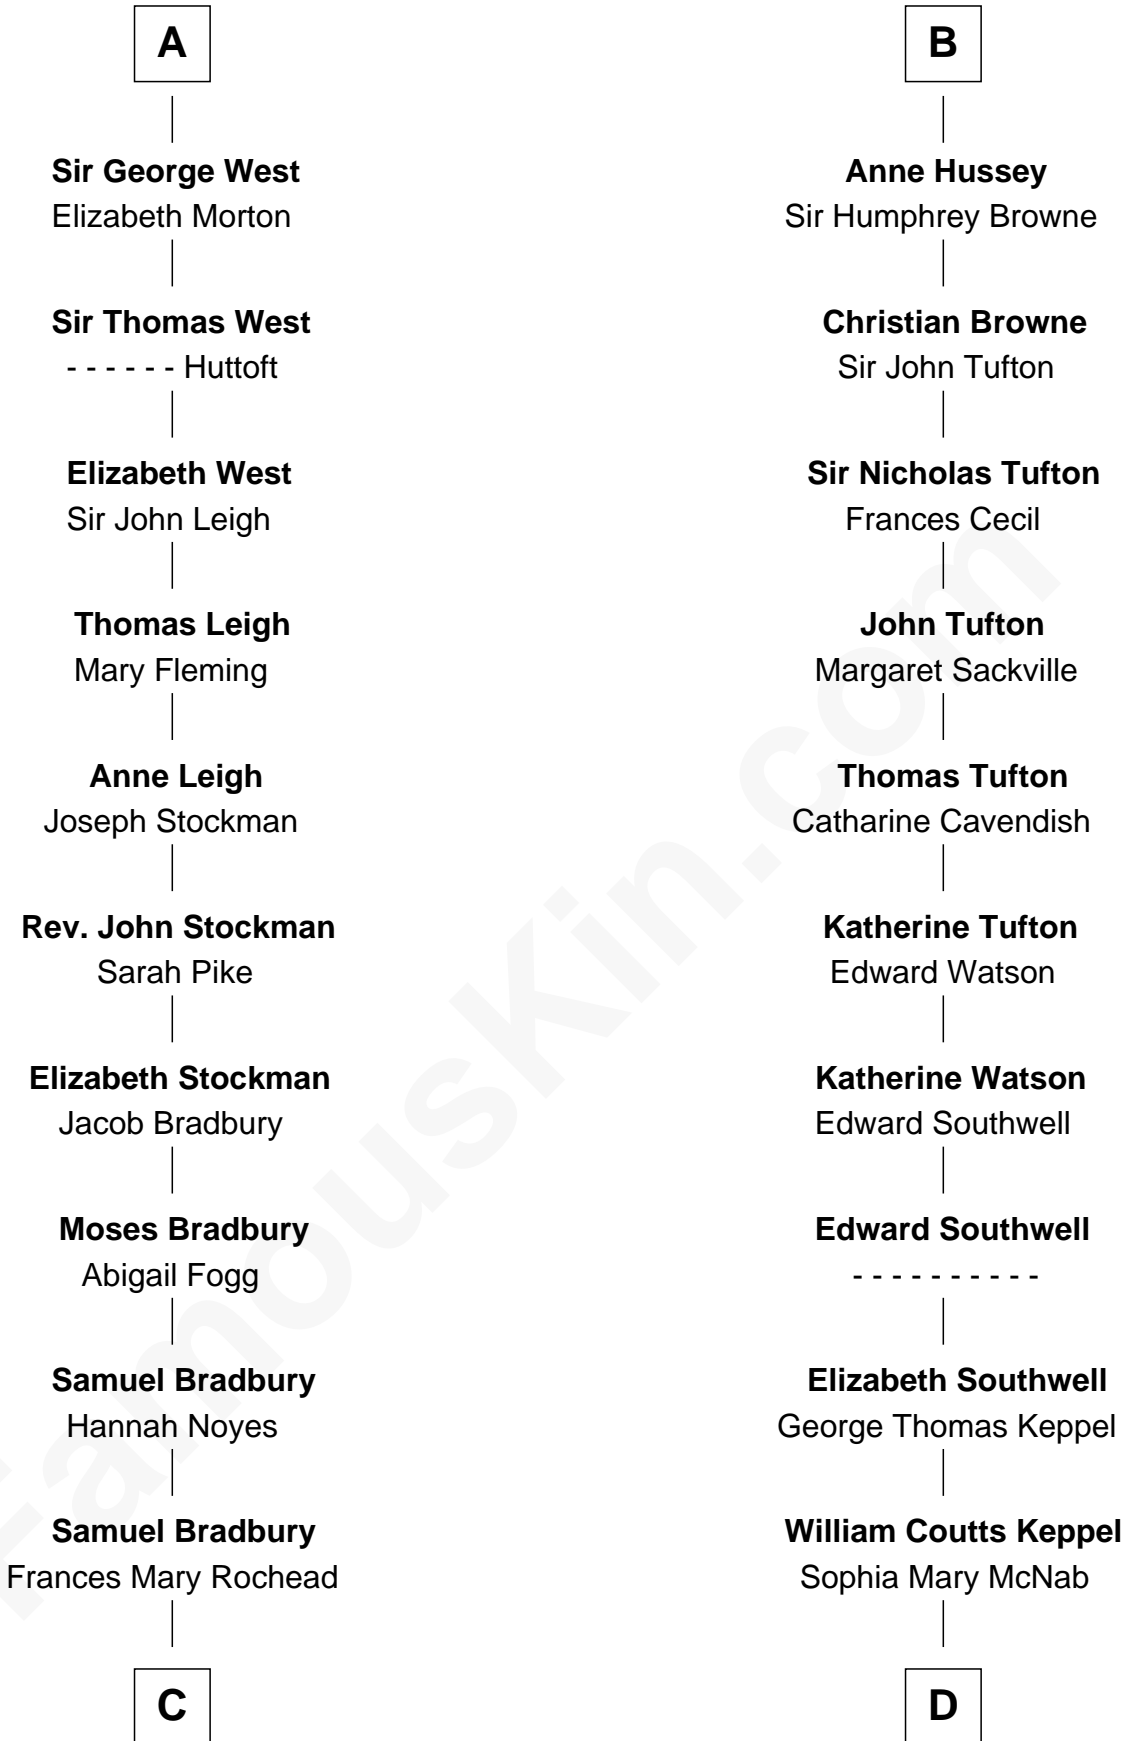 A
Sir George West
Elizabeth Morton
Sir Thomas West
- - - - - - Huttoft
Elizabeth West
Sir John Leigh
Thomas Leigh
Mary Fleming
Anne Leigh
Joseph Stockman
Rev. John Stockman
Sarah Pike
Elizabeth Stockman
Jacob Bradbury
Moses Bradbury
Abigail Fogg
Samuel Bradbury
Hannah Noyes
Samuel Bradbury
Frances Mary Rochead
C
B
Anne Hussey
Sir Humphrey Browne
Christian Browne
Sir John Tufton
Sir Nicholas Tufton
Frances Cecil
John Tufton
Margaret Sackville
Thomas Tufton
Catharine Cavendish
Katherine Tufton
Edward Watson
Katherine Watson
Edward Southwell
Edward Southwell
- - - - - - - - - -
Elizabeth Southwell
George Thomas Keppel
William Coutts Keppel
Sophia Mary McNab
D
FamousKin.com